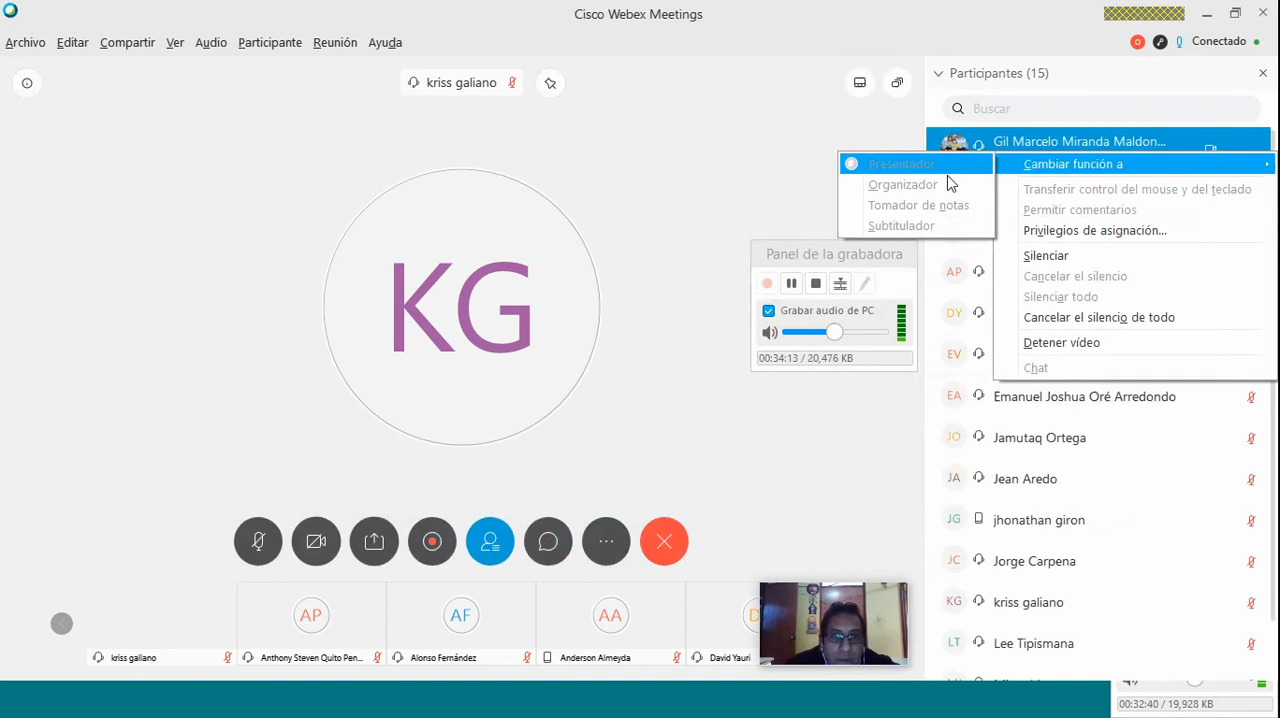 Cisco Webex Meetings
Archivo Editar Compartir Ver Audio Participante Reunión Ayuda
Conectado
kriss galiano
Participantes (15)
Buscar
Gil Marcelo Miranda Maldon...
Presentador
Organizador
Tomador de notas
Subtitulador
Cambiar función a
Transferir control del mouse y del teclado
Permitir comentarios
Privilegios de asignación...
Silenciar
Cancelar el silencio
Silenciar todo
Cancelar el silencio de todo
Detener vídeo
Chat
KG
Panel de la grabadora
Grabar audio de PC
00:34:13 / 20,476 KB
AP
DY
EV
EA Emanuel Joshua Oré Arredondo
JO Jamutaq Ortega
JA Jean Aredo
JG jhonathan giron
JC Jorge Carpena
KG kriss galiano
LT Lee Tipismana
AP
AF
AA
kriss galiano
Anthony Steven Quito Pen...
Alonso Fernández
Anderson Almeyda
David Yauri
00:32:40 / 19,928 KB